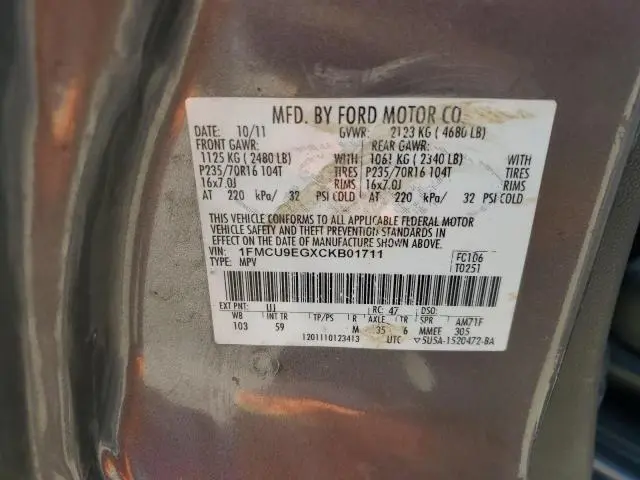 MFD. BY FORD MOTOR CO.
DATE: 10/11 GVWR: 2123 KG ( 4680 LB)
FRONT GAWR: REAR GAWR:
1125 KG ( 2480 LB) WITH 1061 KG ( 2340 LB) WITH
P235/70R16 104T TIRES P235/70R16 104T TIRES
16x7.0J RIMS 16x7.0J RIMS
AT 220 kPa/ 32 PSI COLD AT 220 kPa/ 32 PSI COLD
THIS VEHICLE CONFORMS TO ALL APPLICABLE FEDERAL MOTOR
VEHICLE SAFETY AND THEFT PREVENTION STANDARDS IN
EFFECT ON THE DATE OF MANUFACTURE SHOWN ABOVE.
VIN: 1FMCU9EGXCKB01711 FC106
TYPE: MPV T0251
EXT PNT: UJ RC: 47 DSO:
WB INT TR TP/PS R AXLE TR SPR AM71F
103 59 M 35 6 MMEF 305
1201110123413 UTC ▽5U5A-1520472-BA